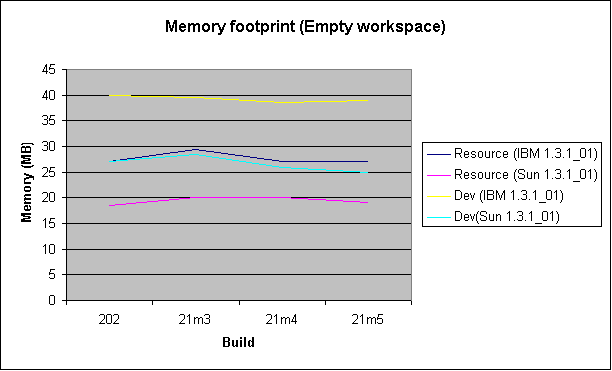 Memory footprint (Empty workspace)
45
40
35
30
25
20
15
10
5
0
Memory (MB)
202
21m3
21m4
21m5
Build
Resource (IBM 1.3.1_01)
Resource (Sun 1.3.1_01)
Dev (IBM 1.3.1_01)
Dev(Sun 1.3.1_01)